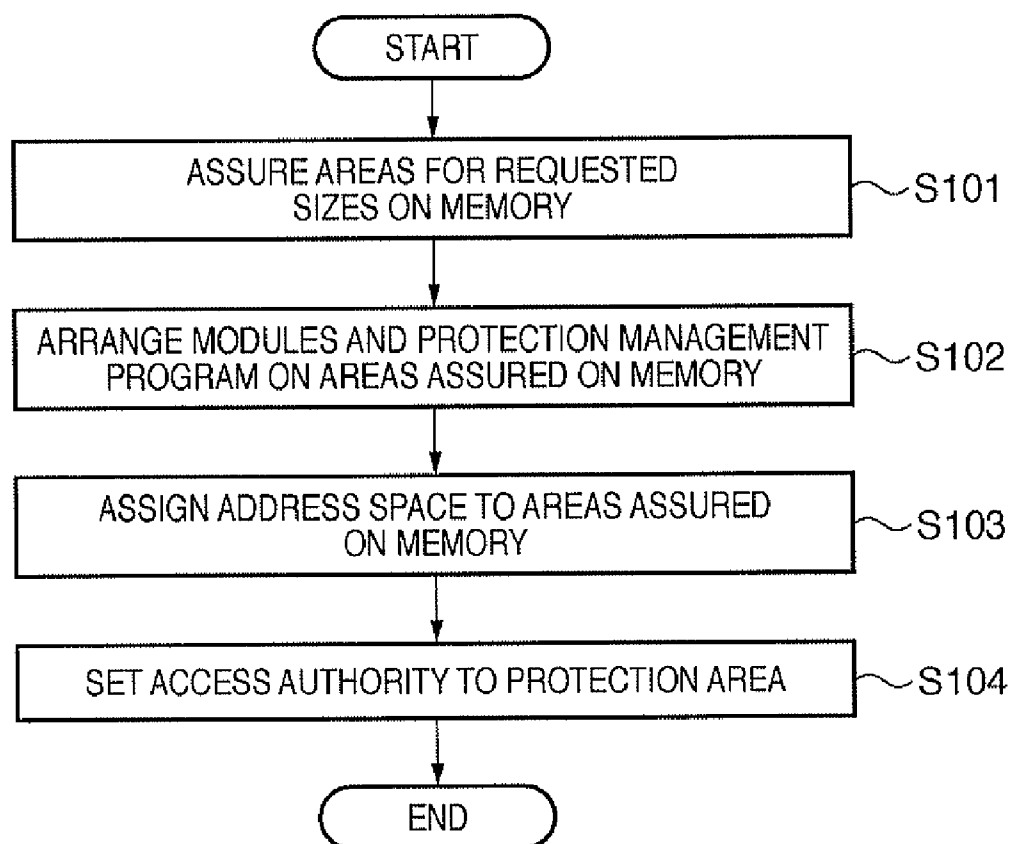 START
ASSURE AREAS FOR REQUESTED
SIZES ON MEMORY
S101
ARRANGE MODULES AND PROTECTION MANAGEMENT
PROGRAM ON AREAS ASSURED ON MEMORY
S102
ASSIGN ADDRESS SPACE TO AREAS ASSURED
ON MEMORY
S103
SET ACCESS AUTHORITY TO PROTECTION AREA
S104
END